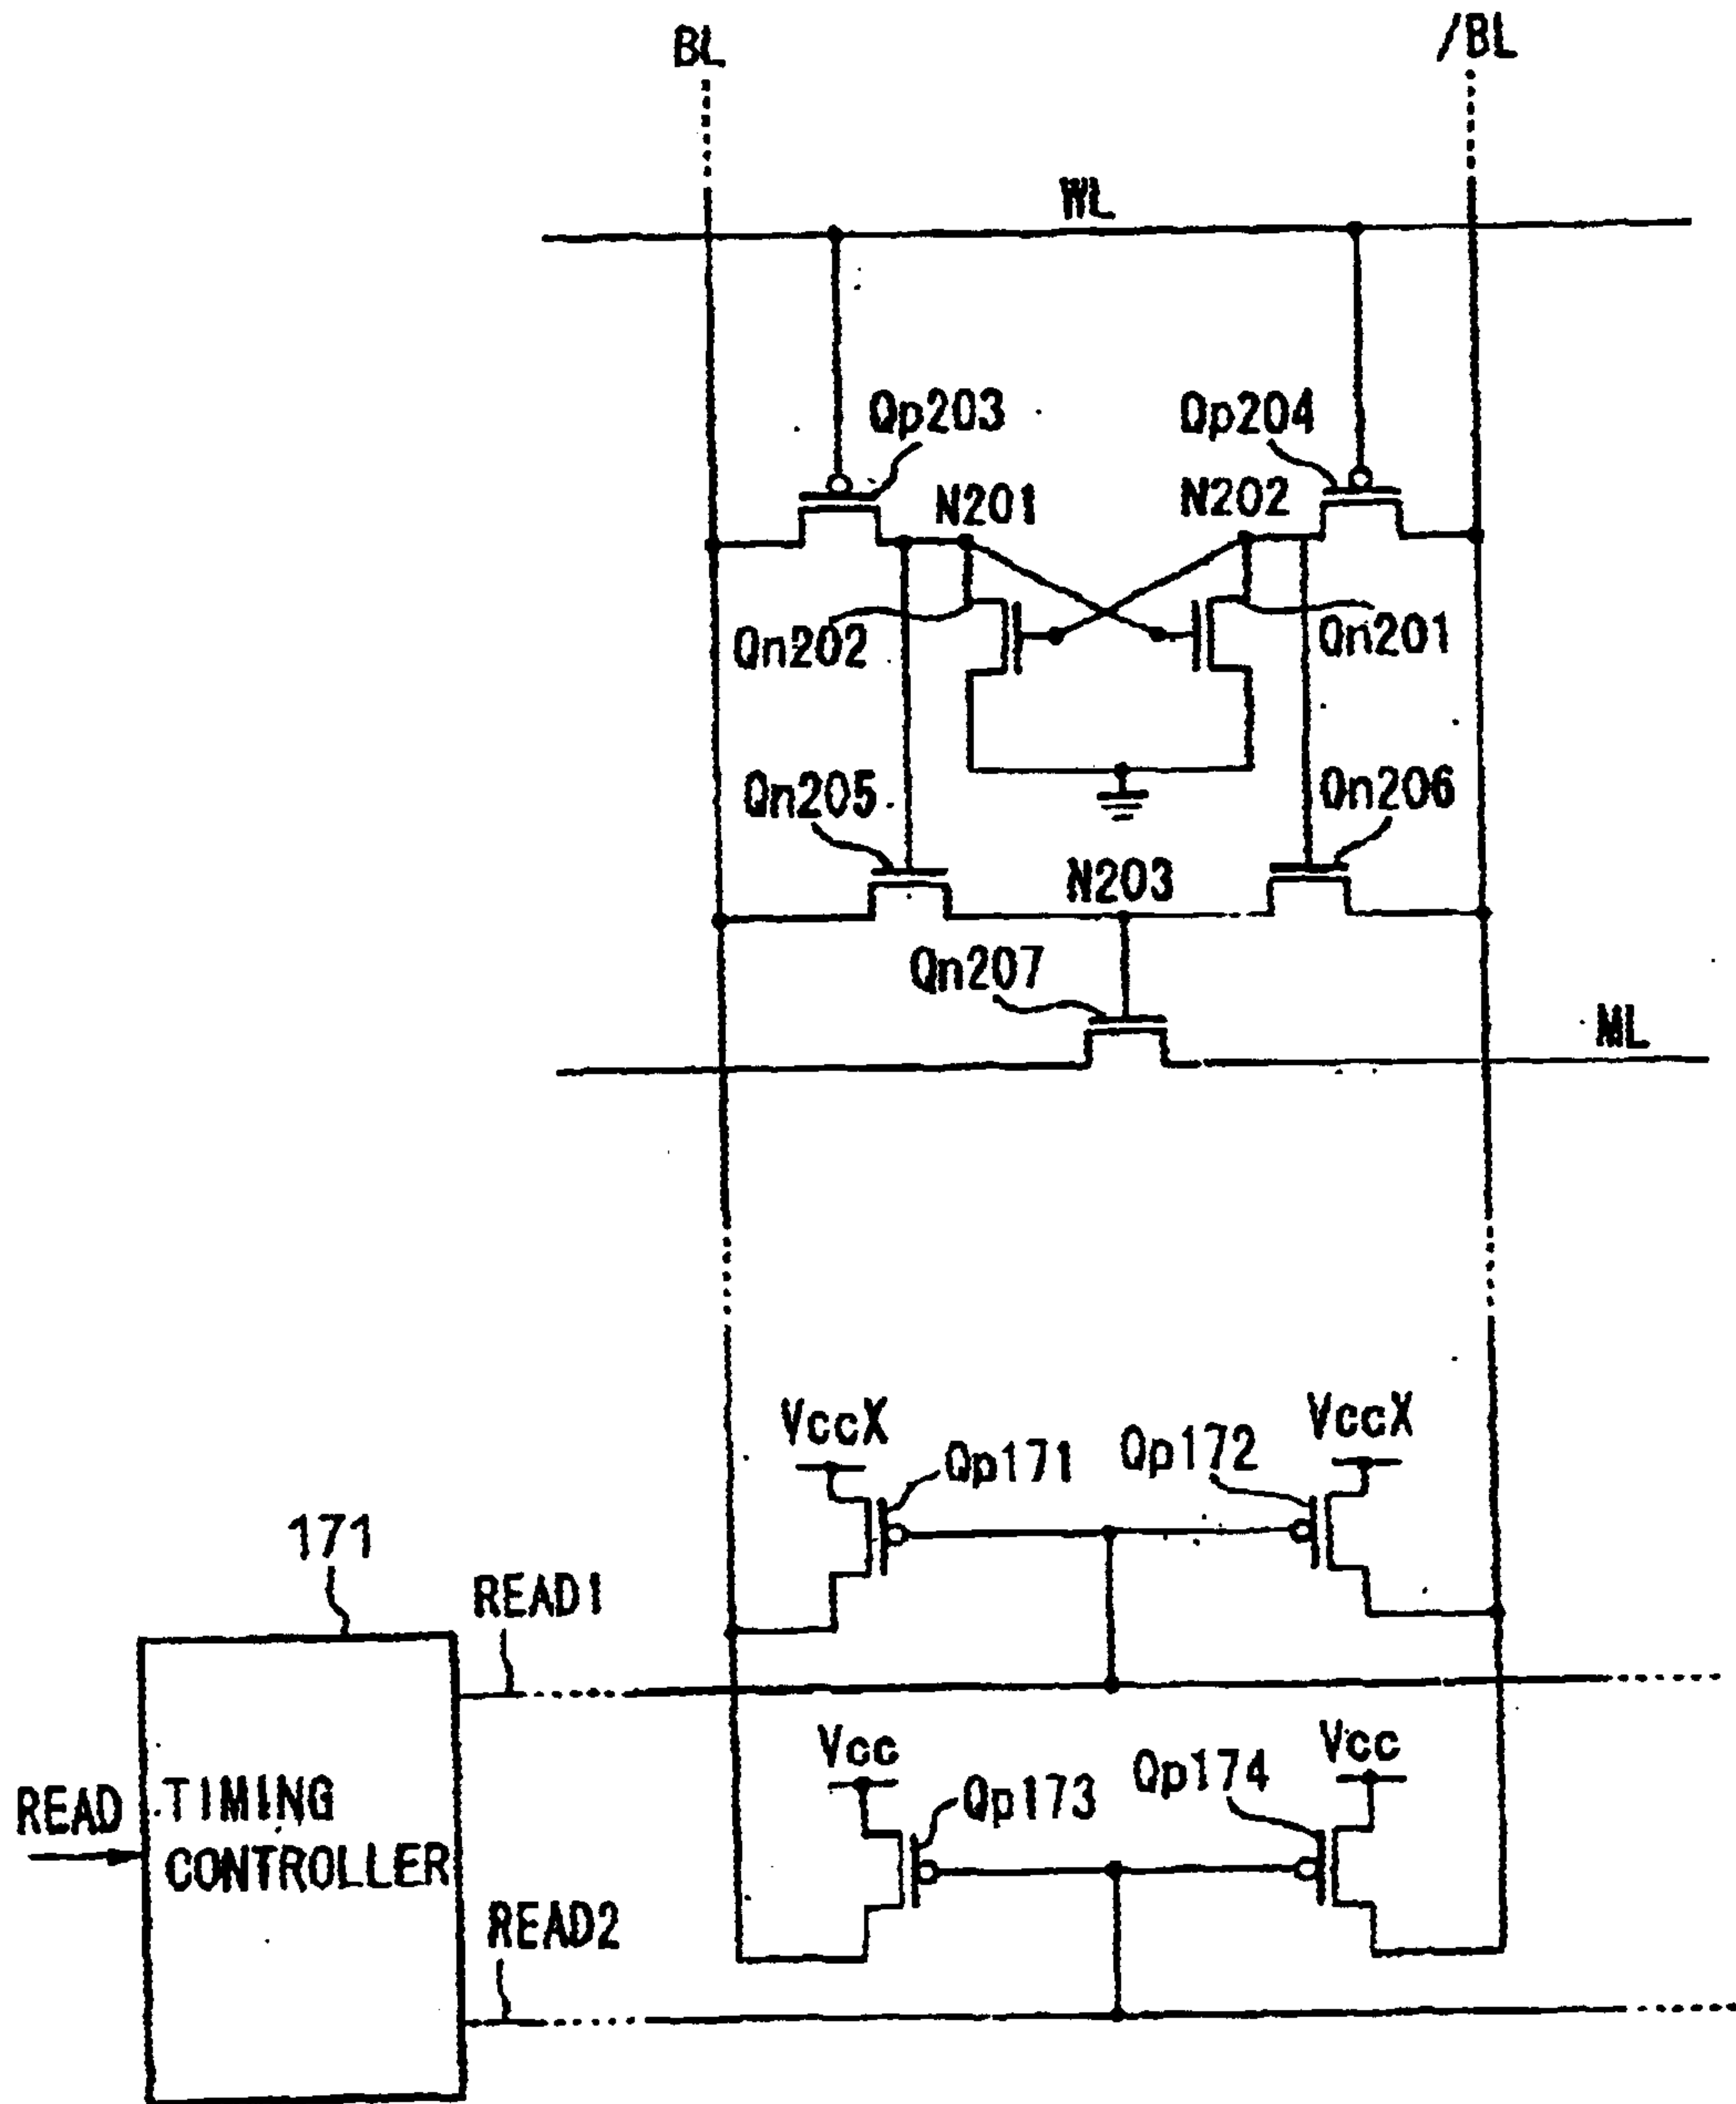 BL
/BL
WL
Qp203
Qp204
N201
N202
Qn202
Qn201
Qn205
Qn206
N203
Qn207
ML
VccX
VccX
Qp171
Qp172
171
READ1
Vcc
Vcc
Qp173
Qp174
READ
TIMING
CONTROLLER
READ2